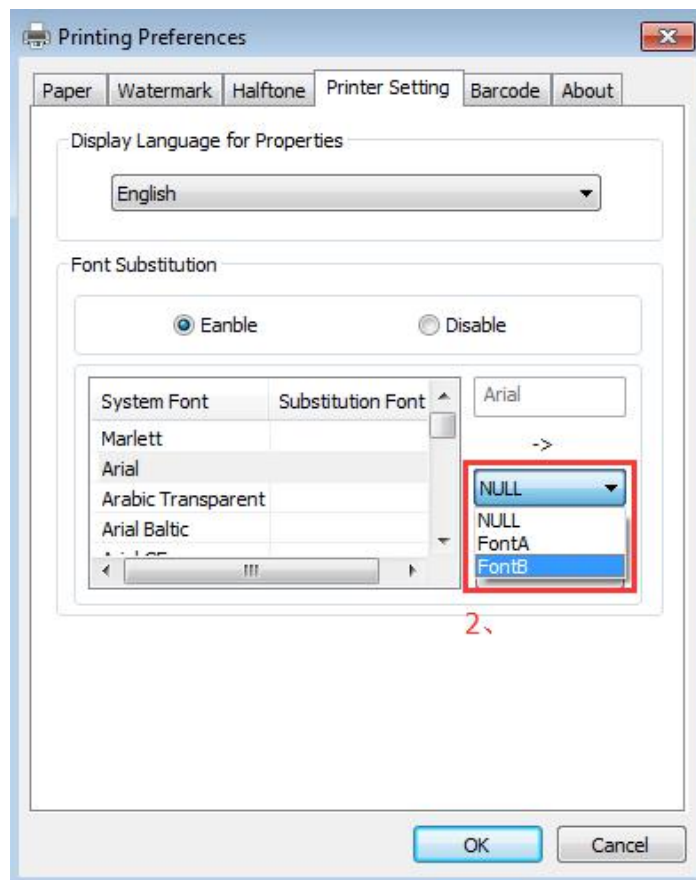 Printing Preferences
Paper Watermark Halftone Printer Setting Barcode About
Display Language for Properties
English
Font Substitution
Eanble Disable
System Font Substitution Font Arial
Marlett ->
Arial
Arabic Transparent NULL
Arial Baltic NULL
FontA
FontB
2、
OK Cancel